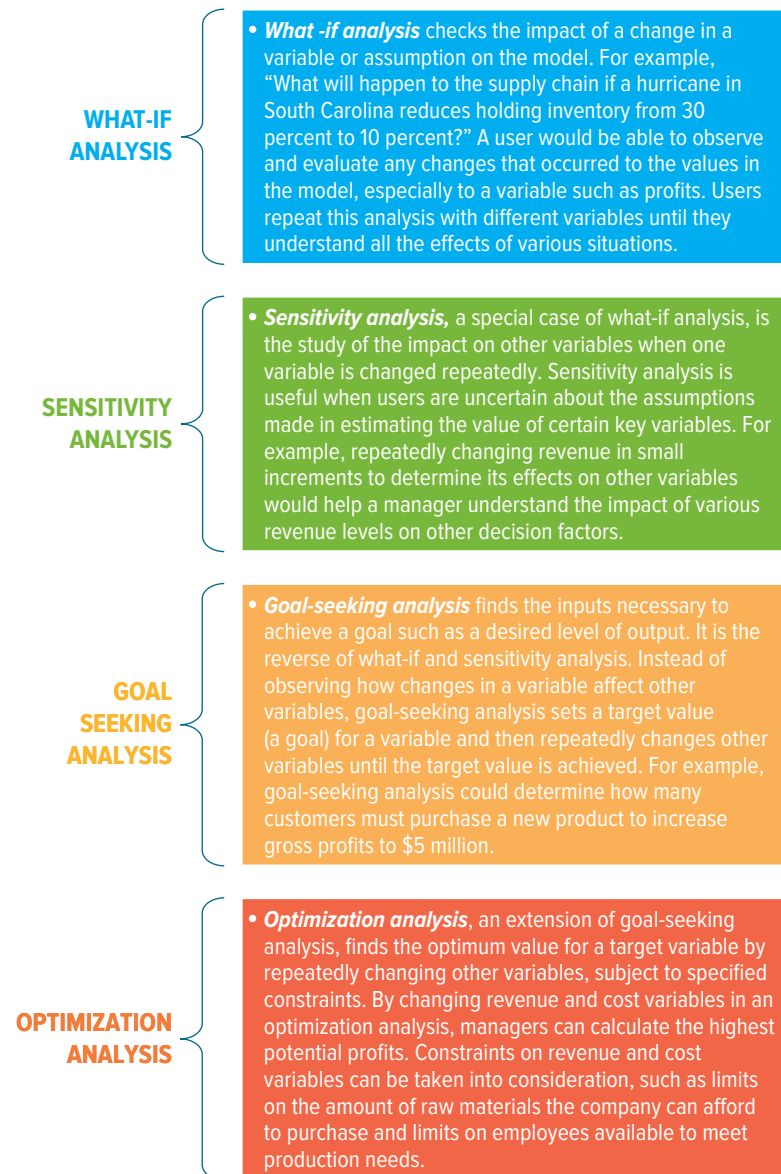 WHAT-IF
ANALYSIS
• What -if analysis checks the impact of a change in a
variable or assumption on the model. For example,
“What will happen to the supply chain if a hurricane in
South Carolina reduces holding inventory from 30
percent to 10 percent?” A user would be able to observe
and evaluate any changes that occurred to the values in
the model, especially to a variable such as profits. Users
repeat this analysis with different variables until they
understand all the effects of various situations.
SENSITIVITY
ANALYSIS
• Sensitivity analysis, a special case of what-if analysis, is
the study of the impact on other variables when one
variable is changed repeatedly. Sensitivity analysis is
useful when users are uncertain about the assumptions
made in estimating the value of certain key variables. For
example, repeatedly changing revenue in small
increments to determine its effects on other variables
would help a manager understand the impact of various
revenue levels on other decision factors.
GOAL
SEEKING
ANALYSIS
• Goal-seeking analysis finds the inputs necessary to
achieve a goal such as a desired level of output. It is the
reverse of what-if and sensitivity analysis. Instead of
observing how changes in a variable affect other
variables, goal-seeking analysis sets a target value
(a goal) for a variable and then repeatedly changes other
variables until the target value is achieved. For example,
goal-seeking analysis could determine how many
customers must purchase a new product to increase
gross profits to $5 million.
OPTIMIZATION
ANALYSIS
• Optimization analysis, an extension of goal-seeking
analysis, finds the optimum value for a target variable by
repeatedly changing other variables, subject to specified
constraints. By changing revenue and cost variables in an
optimization analysis, managers can calculate the highest
potential profits. Constraints on revenue and cost
variables can be taken into consideration, such as limits
on the amount of raw materials the company can afford
to purchase and limits on employees available to meet
production needs.